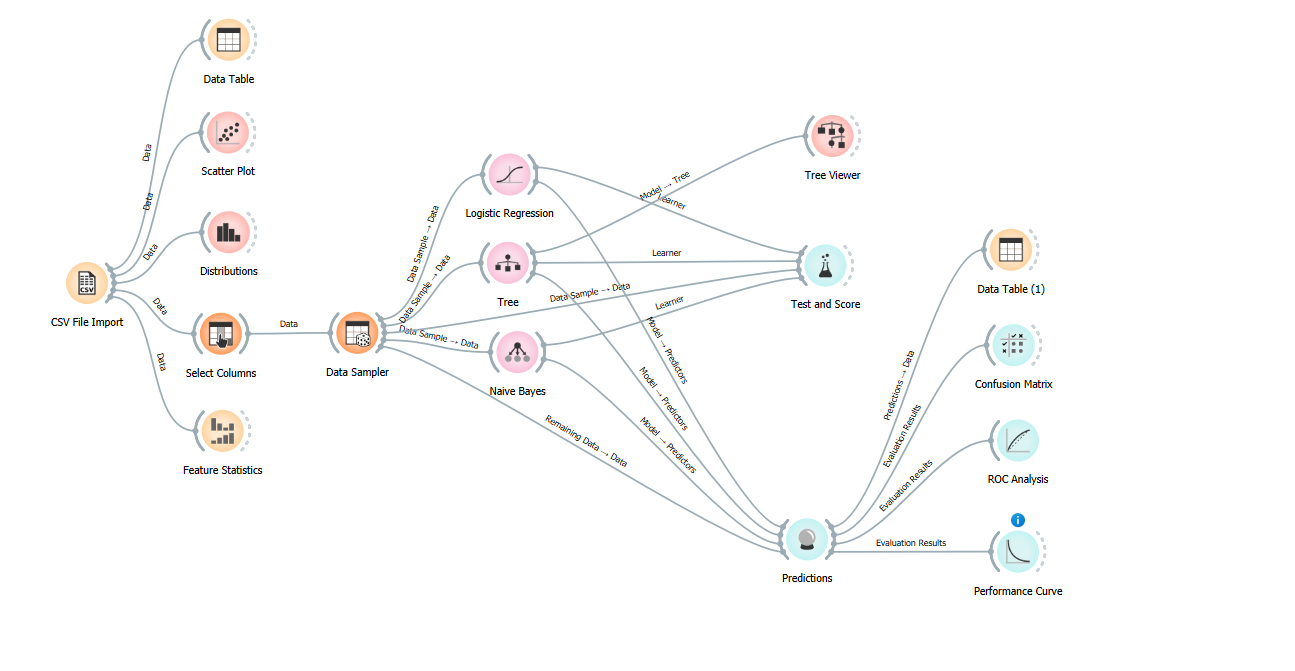 Data Table
Data
Scatter Plot
Data
Distributions
Data
CSV
CSV File Import
Data
Select Columns
Data
Feature Statistics
Data
Data Sampler
Data Sample → Data
Logistic Regression
Data Sample → Data
Tree
Data Sample → Data
Data Sample → Data
Naive Bayes
Remaining Data → Data
Model → Tree
Learner
Learner
Learner
Model → Predictors
Model → Predictors
Model → Predictors
Tree Viewer
Test and Score
Predictions
Predictions → Data
Evaluation Results
Evaluation Results
Evaluation Results
Data Table (1)
Confusion Matrix
ROC Analysis
i
Performance Curve